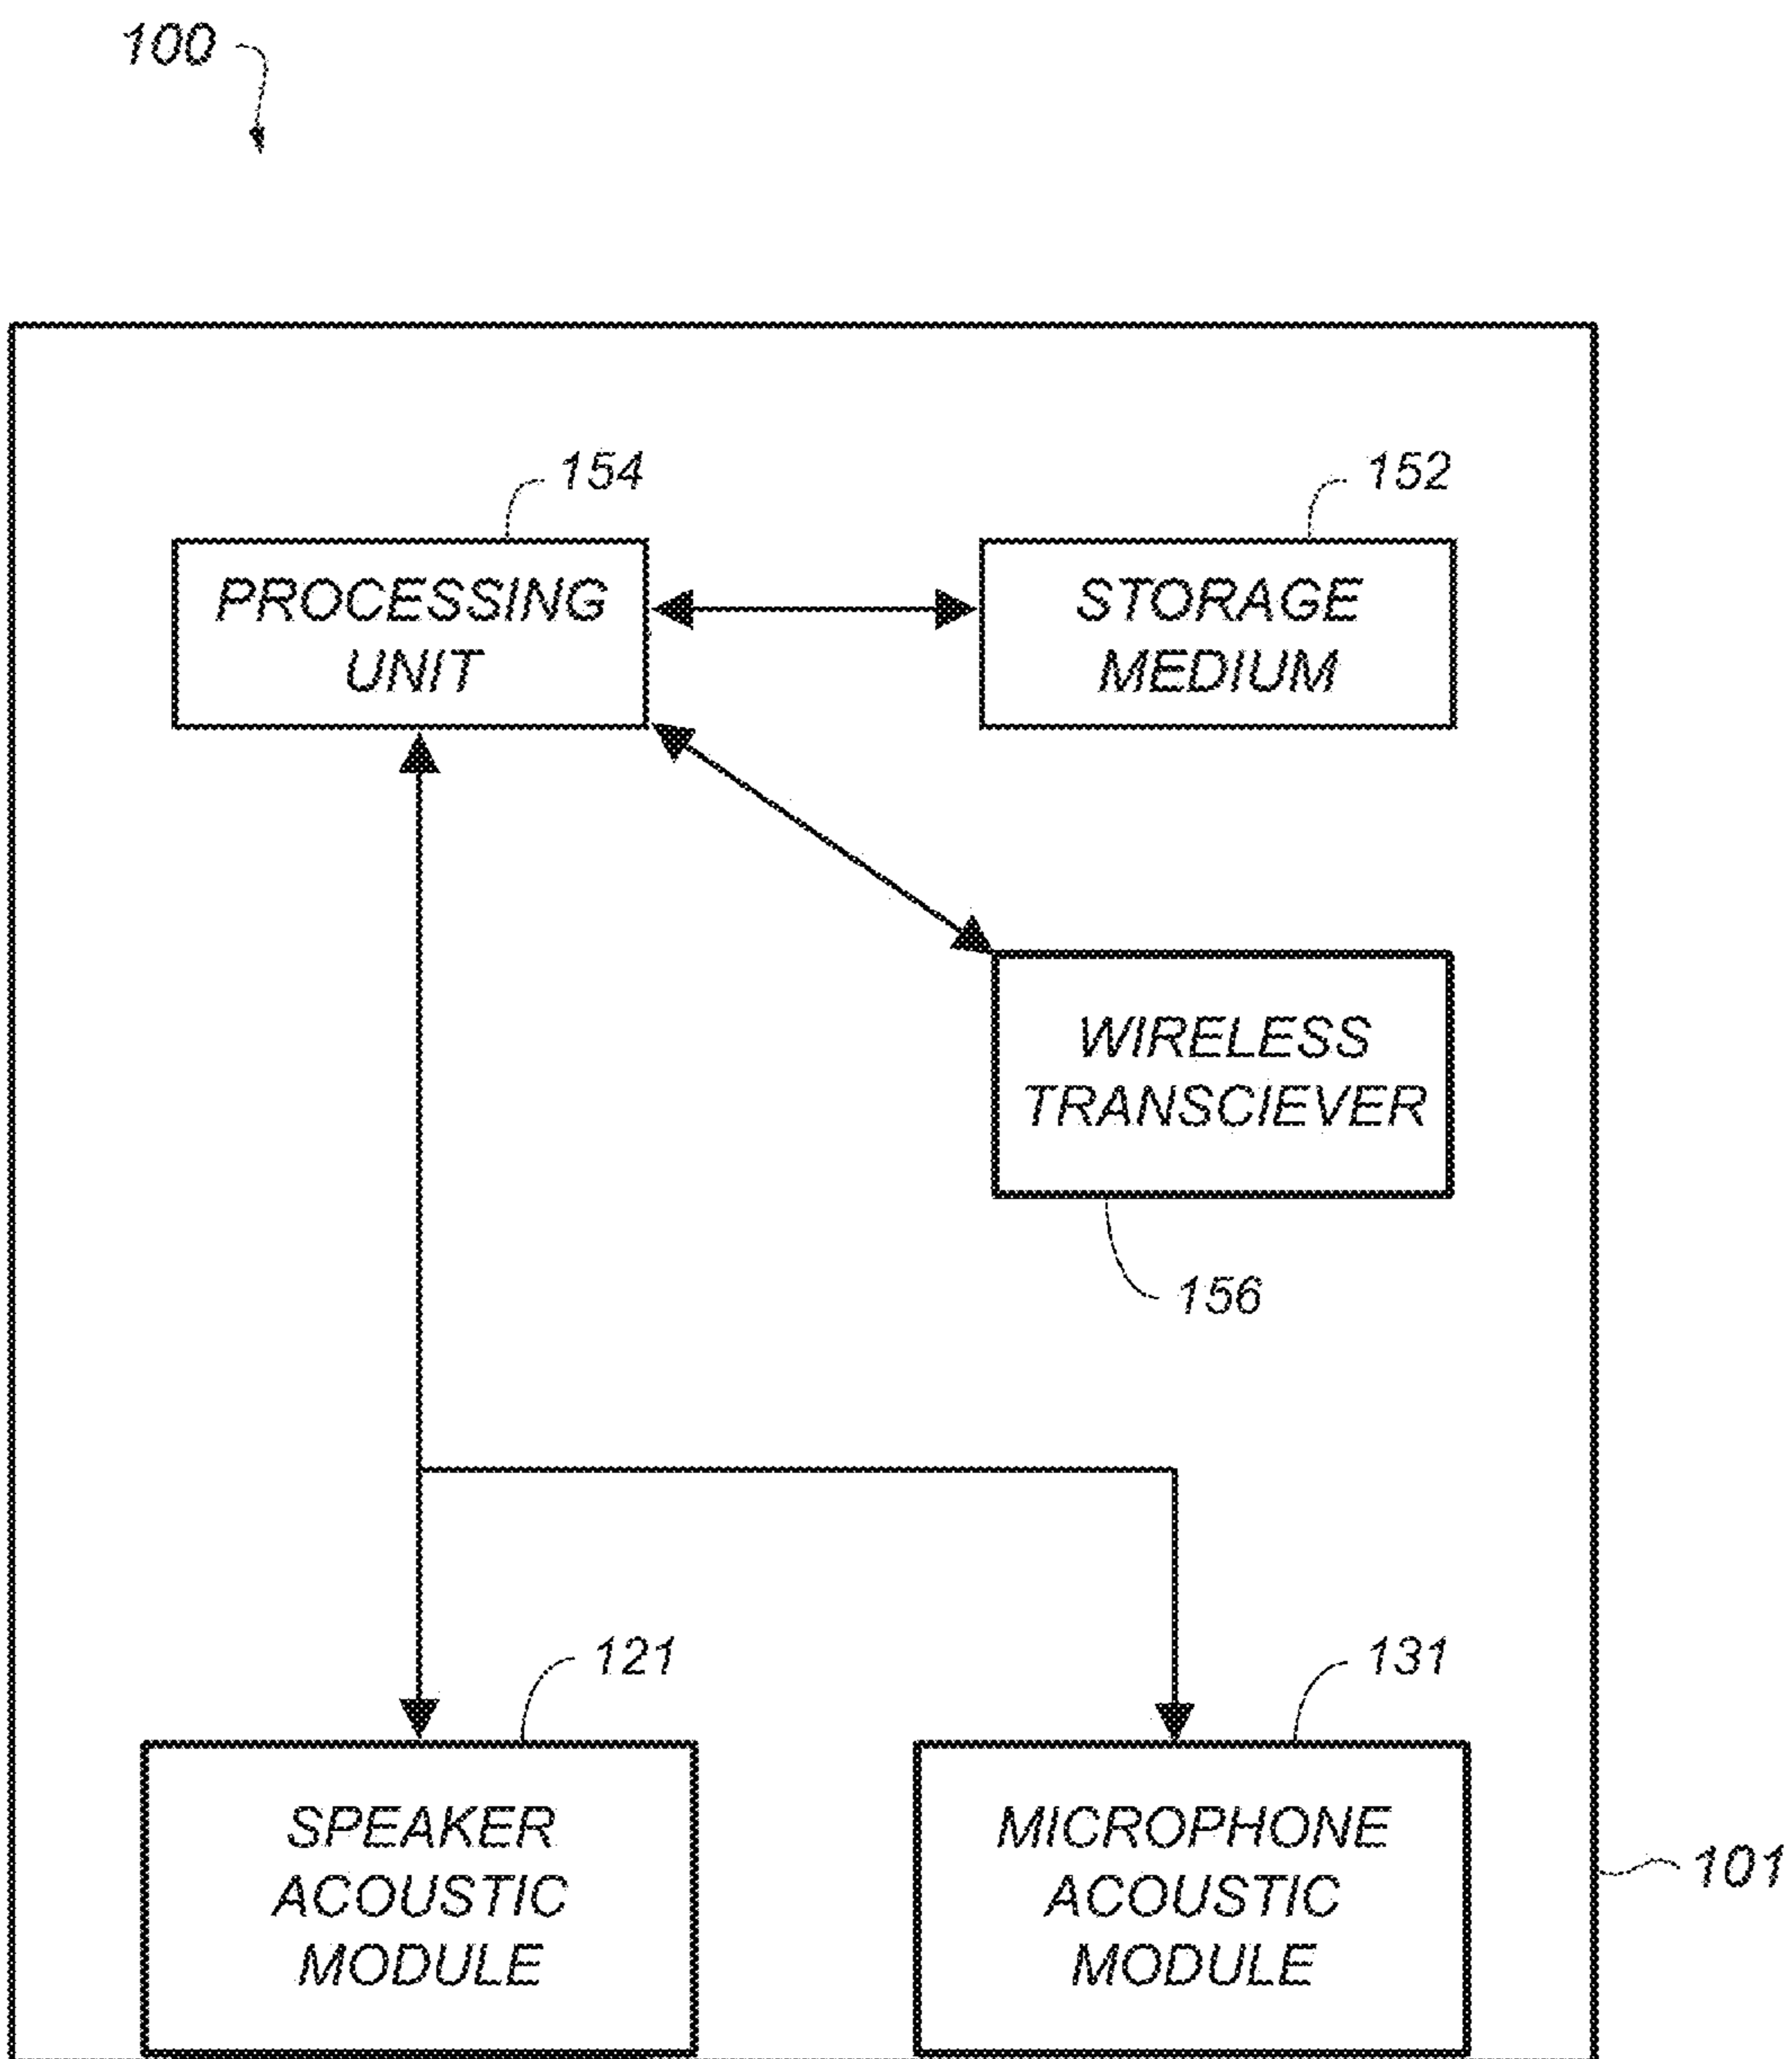 100
154
152
PROCESSING
UNIT
STORAGE
MEDIUM
WIRELESS
TRANSCIEVER
156
121
131
SPEAKER
ACOUSTIC
MODULE
MICROPHONE
ACOUSTIC
MODULE
101